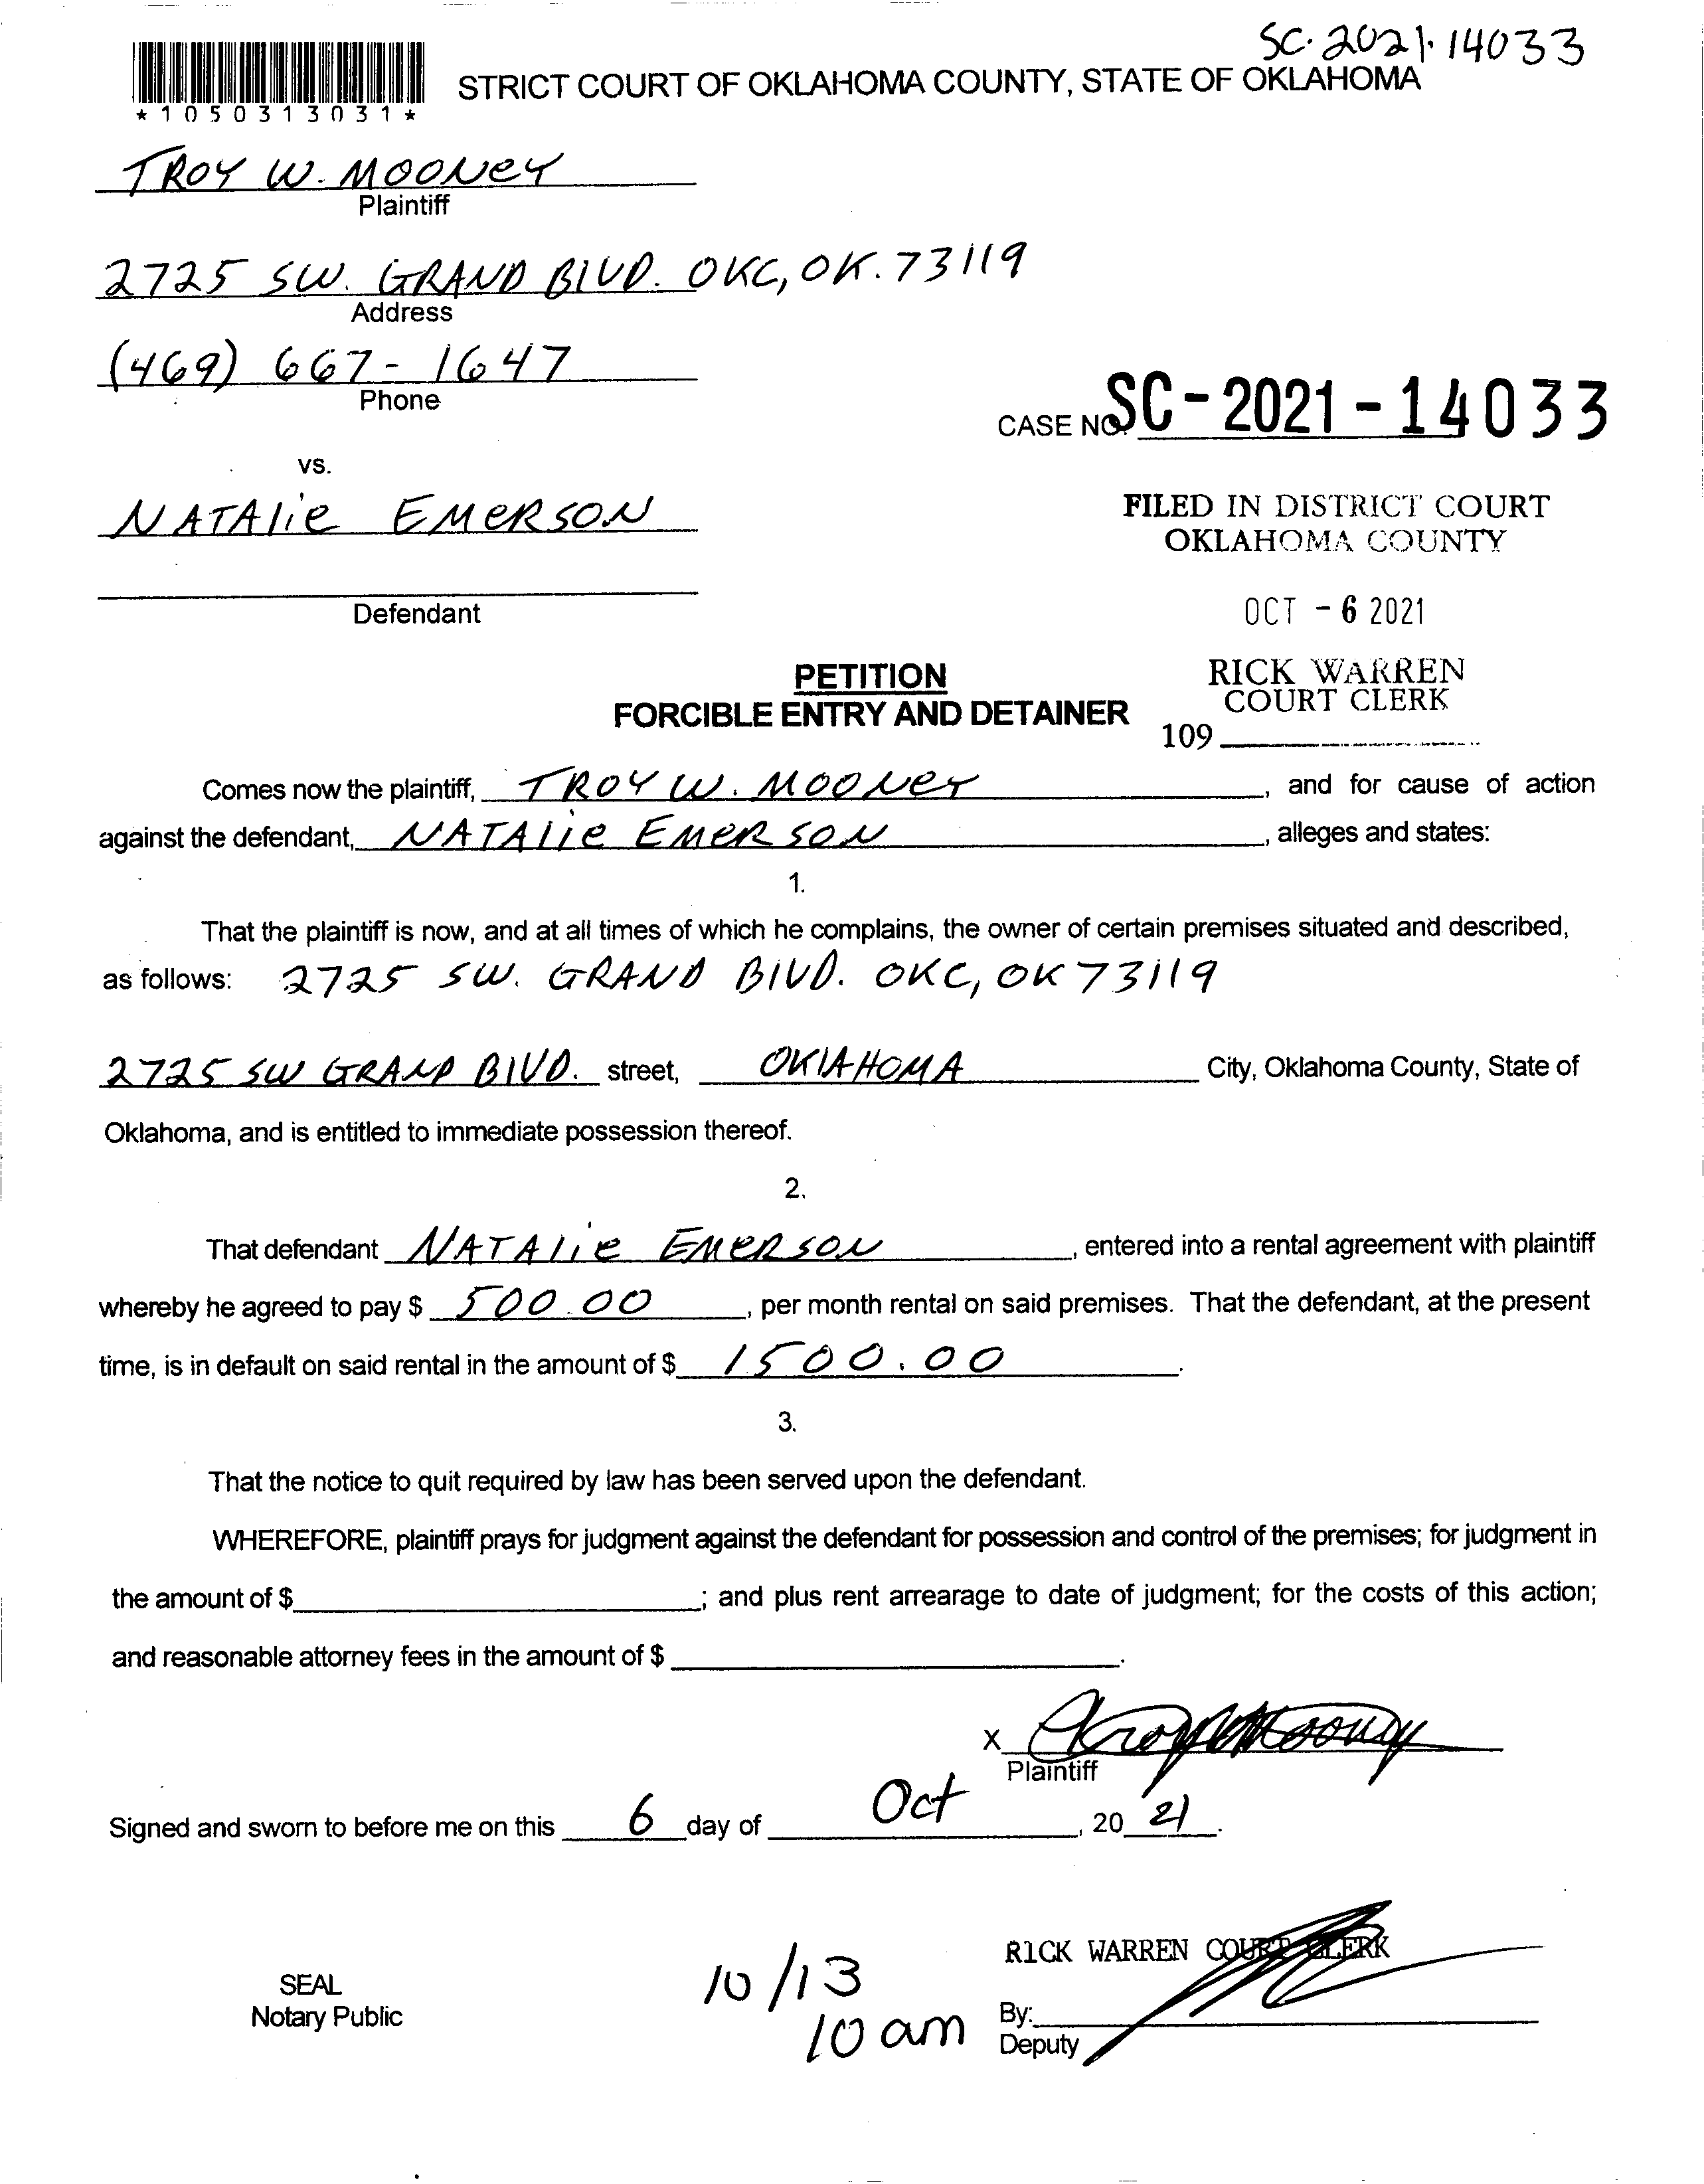 SC-2021-14033
STRICT COURT OF OKLAHOMA COUNTY, STATE OF OKLAHOMA
*1050313031*
TROY W. MOONEY
Plaintiff
2725 SW. GRAND BLVD. OKC, OK. 73119
Address
(469) 667-1647
Phone
CASE NO. SC-2021-14033
vs.
NATALIE EMERSON
FILED IN DISTRICT COURT
OKLAHOMA COUNTY
Defendant
OCT -6 2021
PETITION
FORCIBLE ENTRY AND DETAINER
RICK WARREN
COURT CLERK
109
Comes now the plaintiff, TROY W. MOONEY, and for cause of action
against the defendant, NATALIE EMERSON, alleges and states:
1.
That the plaintiff is now, and at all times of which he complains, the owner of certain premises situated and described,
as follows: 2725 SW. GRAND BLVD. OKC, OK 73119
2725 SW GRAND BLVD. street, OKLAHOMA City, Oklahoma County, State of
Oklahoma, and is entitled to immediate possession thereof.
2.
That defendant NATALIE EMERSON, entered into a rental agreement with plaintiff
whereby he agreed to pay $ 500.00, per month rental on said premises. That the defendant, at the present
time, is in default on said rental in the amount of $ 1500.00.
3.
That the notice to quit required by law has been served upon the defendant.
WHEREFORE, plaintiff prays for judgment against the defendant for possession and control of the premises; for judgment in
the amount of $ ; and plus rent arrearage to date of judgment; for the costs of this action;
and reasonable attorney fees in the amount of $ .
X Troy W Mooney
Plaintiff
Signed and sworn to before me on this 6 day of Oct, 20 21.
RICK WARREN COURT CLERK
SEAL
Notary Public
10/13
10 am
By:
Deputy